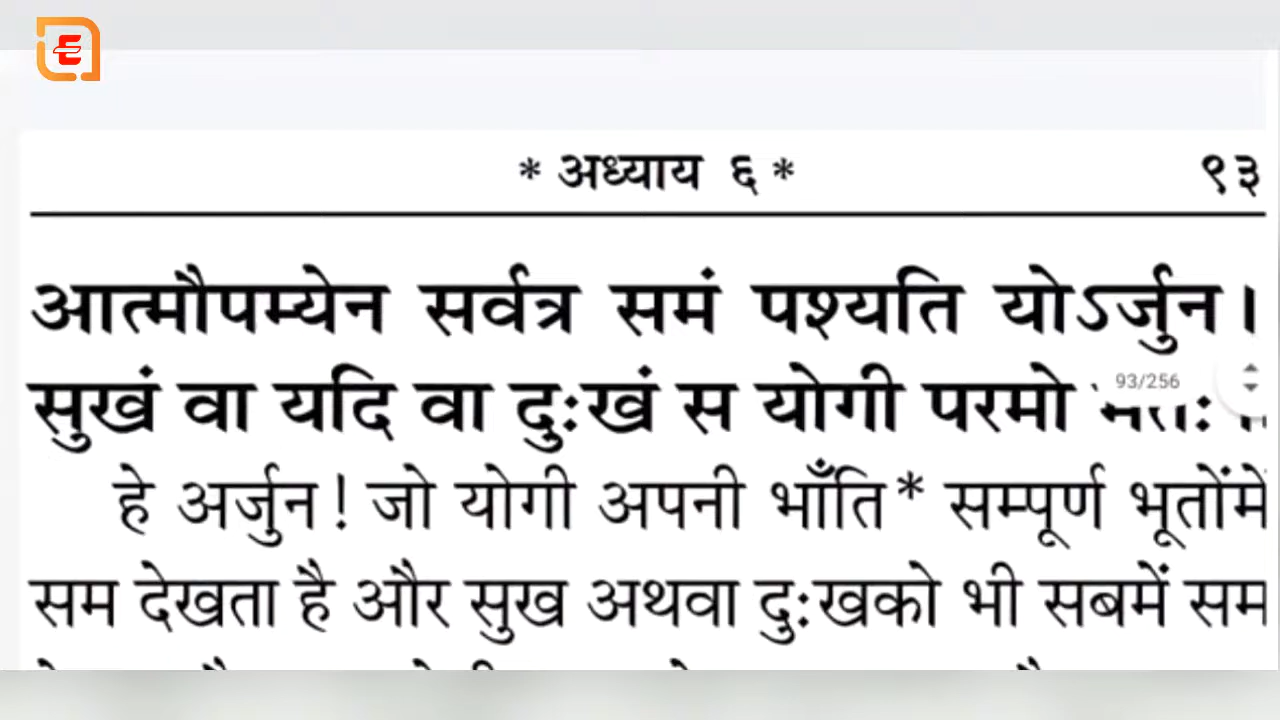 * अध्याय ६ * ९३
आत्मौपम्येन सर्वत्र समं पश्यति योऽर्जुन।
सुखं वा यदि वा दुःखं स योगी परमो
93/256
हे अर्जुन! जो योगी अपनी भाँति* सम्पूर्ण भूतोंमें
सम देखता है और सुख अथवा दुःखको भी सबमें सम